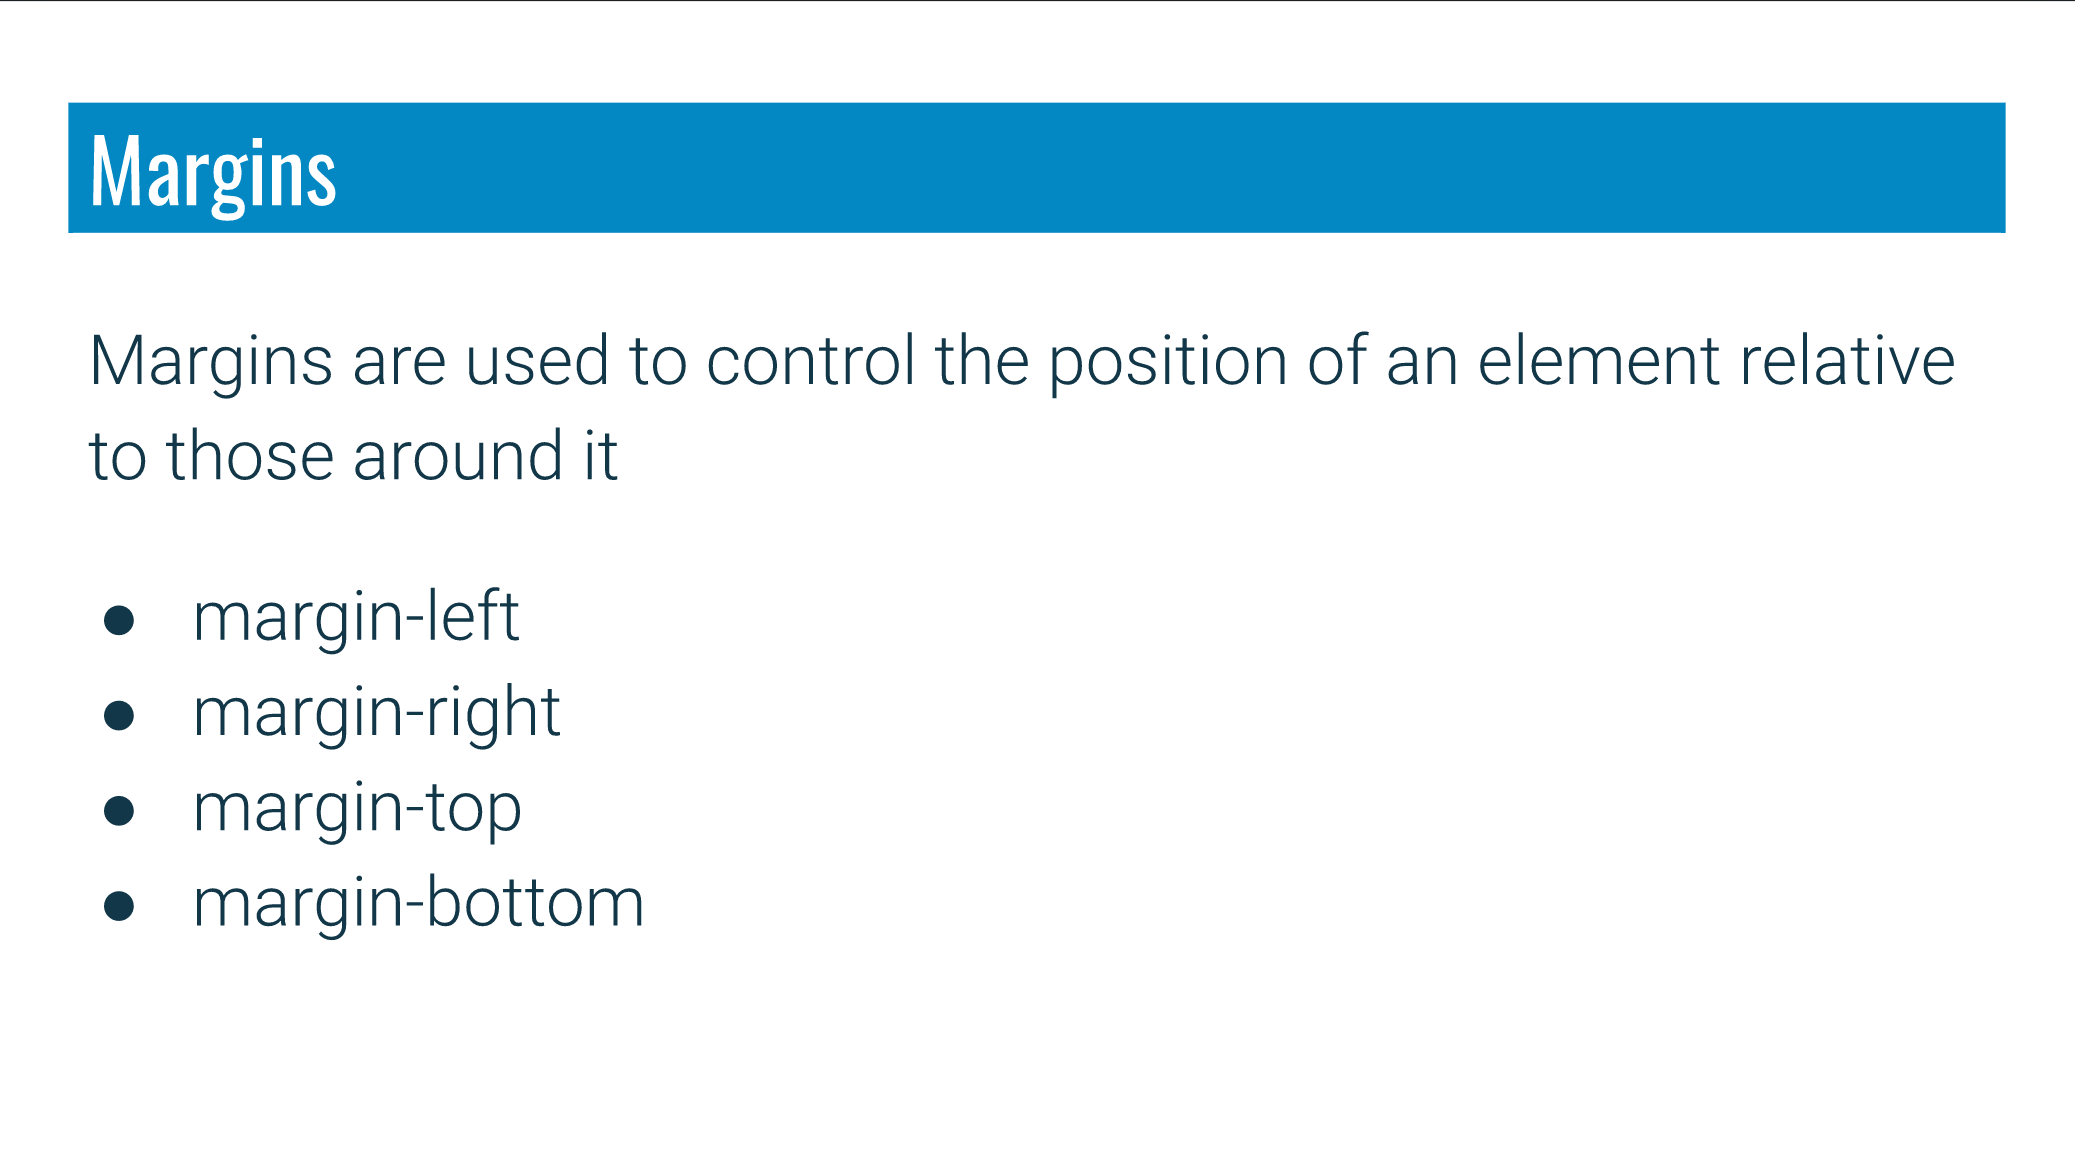 Margins
Margins are used to control the position of an element relative
to those around it
● margin-left
● margin-right
● margin-top
● margin-bottom